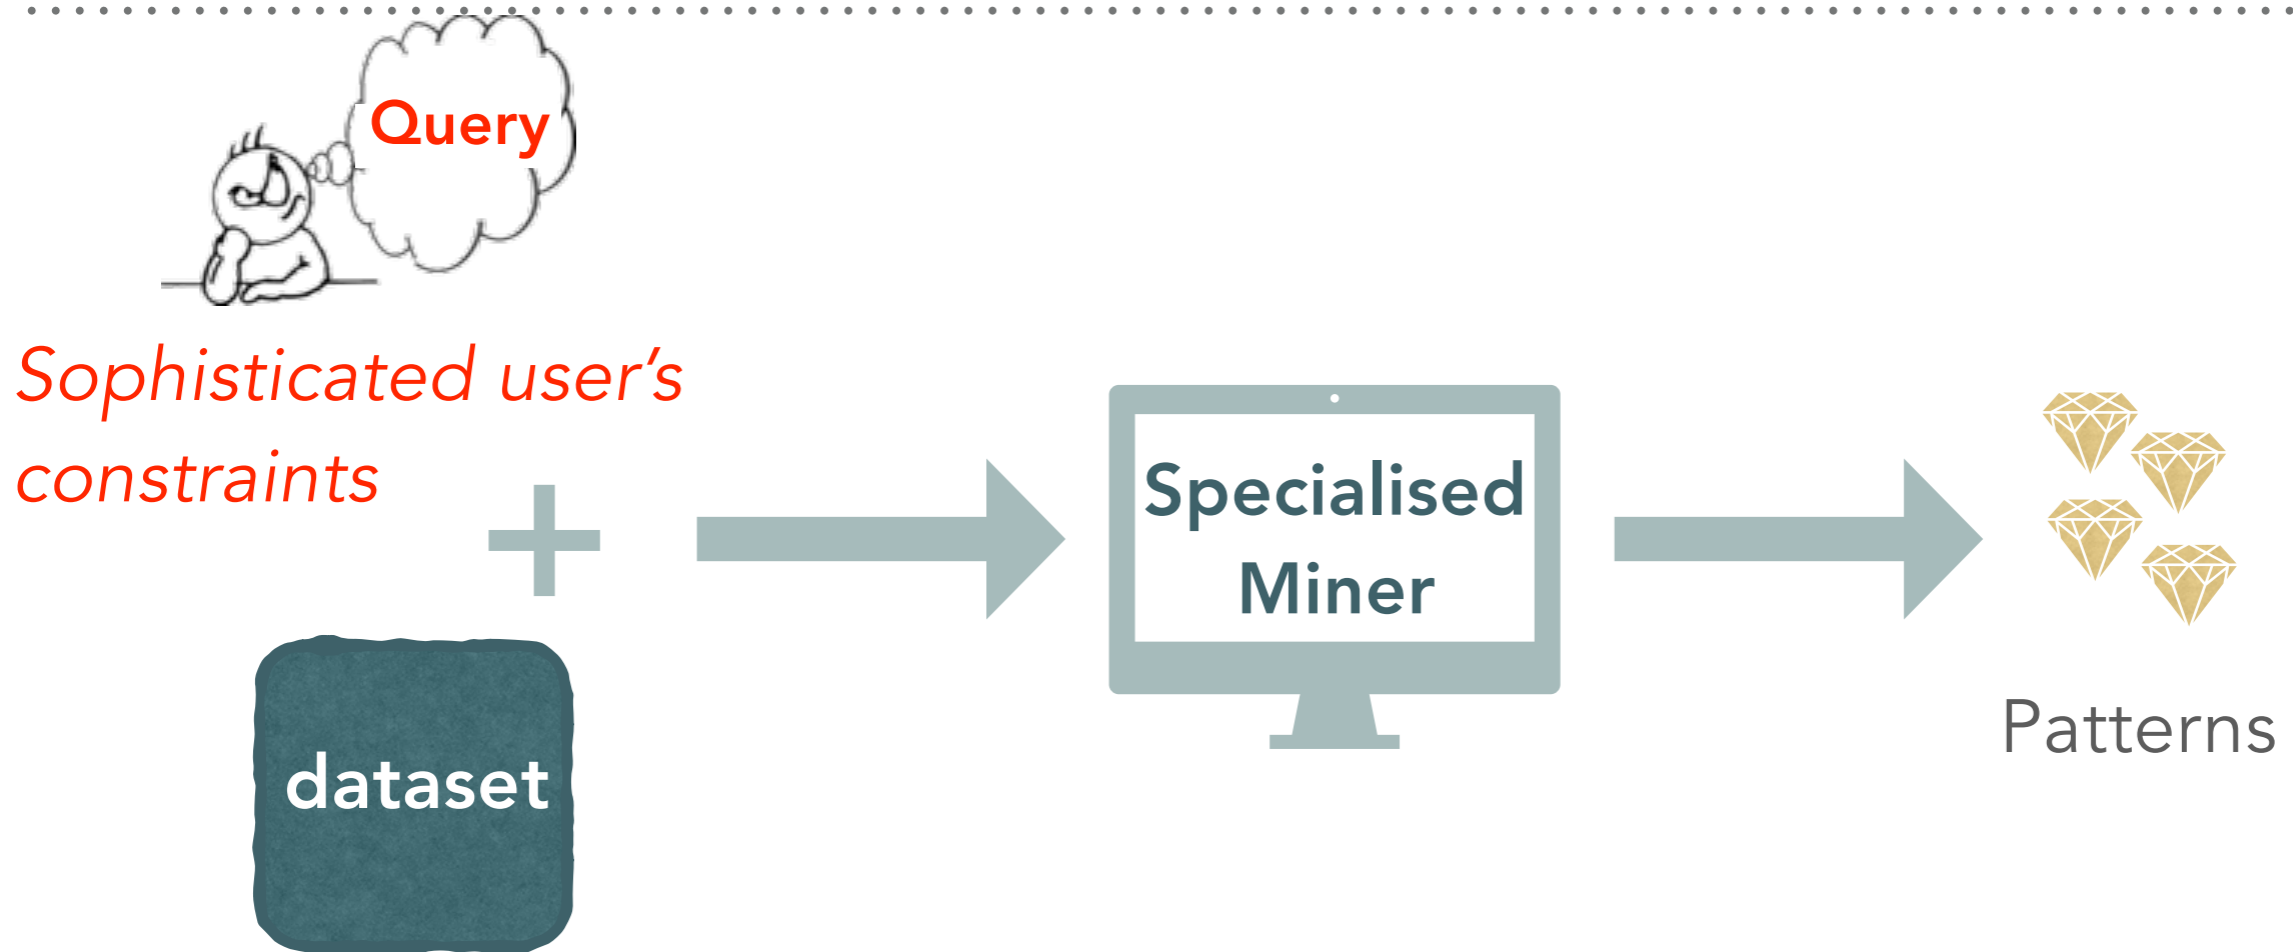 Query
Sophisticated user’s
constraints
Specialised
Miner
dataset
Patterns